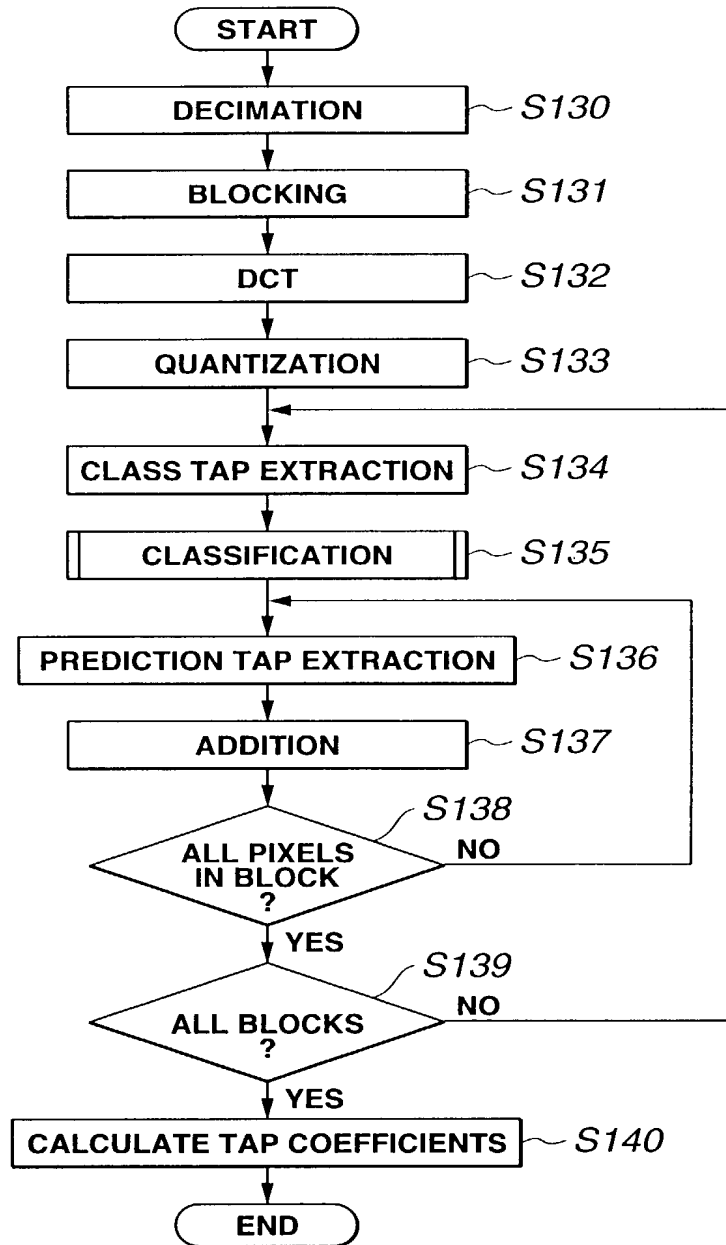 START
DECIMATION
S130
BLOCKING
S131
DCT
S132
QUANTIZATION
S133
CLASS TAP EXTRACTION
S134
CLASSIFICATION
S135
PREDICTION TAP EXTRACTION
S136
ADDITION
S137
S138
ALL PIXELS
IN BLOCK
?
NO
YES
S139
ALL BLOCKS
?
NO
YES
CALCULATE TAP COEFFICIENTS
S140
END